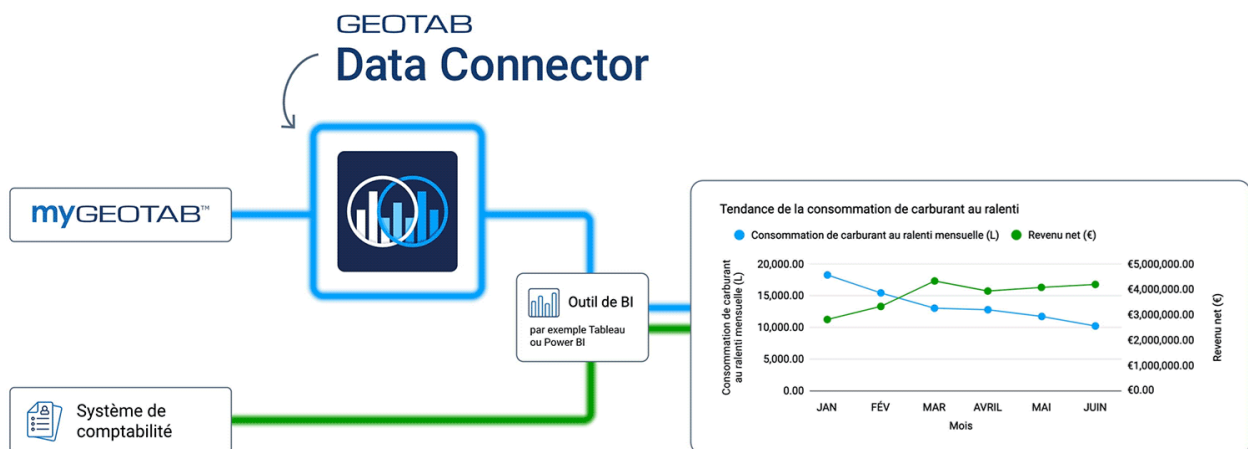 GEOTAB
Data Connector
myGEOTAB™
Outil de BI
par exemple Tableau
ou Power BI
Système de
comptabilité
Tendance de la consommation de carburant au ralenti
Consommation de carburant au ralenti mensuelle (L)
Revenu net (€)
Consommation de carburant
au ralenti mensuelle (L)
20,000.00
15,000.00
10,000.00
5,000.00
0.00
€5,000,000.00
€4,000,000.00
€3,000,000.00
€2,000,000.00
€1,000,000.00
€0.00
Revenu net (€)
JAN
FÉV
MAR
AVRIL
MAI
JUIN
Mois